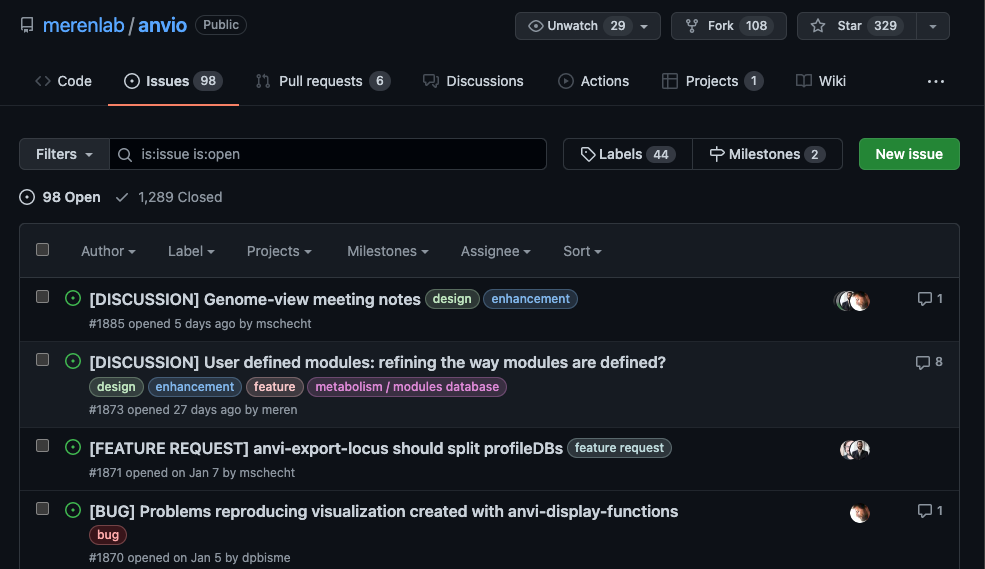 merenlab / anvio Public Unwatch 29 Fork 108 Star 329
Code Issues 98 Pull requests 6 Discussions Actions Projects 1 Wiki ...
Filters is:issue is:open Labels 44 Milestones 2 New issue
98 Open 1,289 Closed
Author Label Projects Milestones Assignee Sort
[DISCUSSION] Genome-view meeting notes design enhancement 1
#1885 opened 5 days ago by mschecht
[DISCUSSION] User defined modules: refining the way modules are defined? 8
design enhancement feature metabolism / modules database
#1873 opened 27 days ago by meren
[FEATURE REQUEST] anvi-export-locus should split profileDBs feature request
#1871 opened on Jan 7 by mschecht
[BUG] Problems reproducing visualization created with anvi-display-functions 1
bug
#1870 opened on Jan 5 by dpbisme